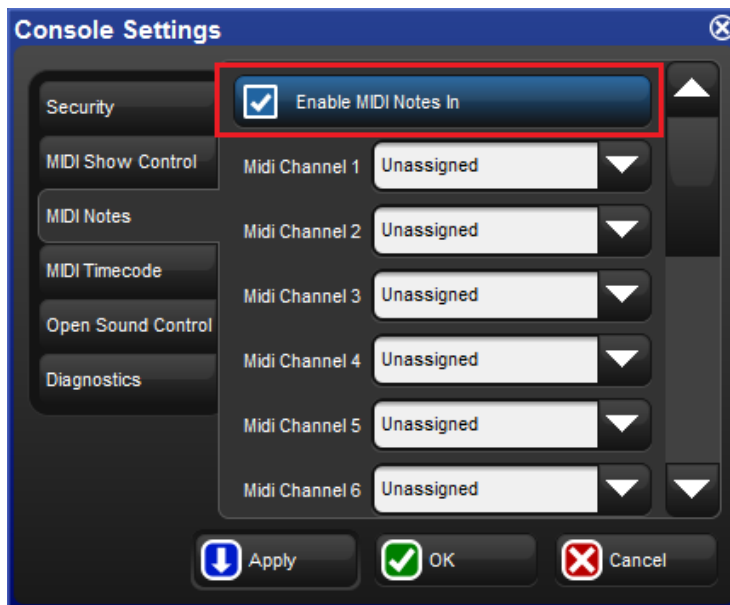 Console Settings
Security
MIDI Show Control
MIDI Notes
MIDI Timecode
Open Sound Control
Diagnostics
Enable MIDI Notes In
Midi Channel 1 Unassigned
Midi Channel 2 Unassigned
Midi Channel 3 Unassigned
Midi Channel 4 Unassigned
Midi Channel 5 Unassigned
Midi Channel 6 Unassigned
Apply OK Cancel